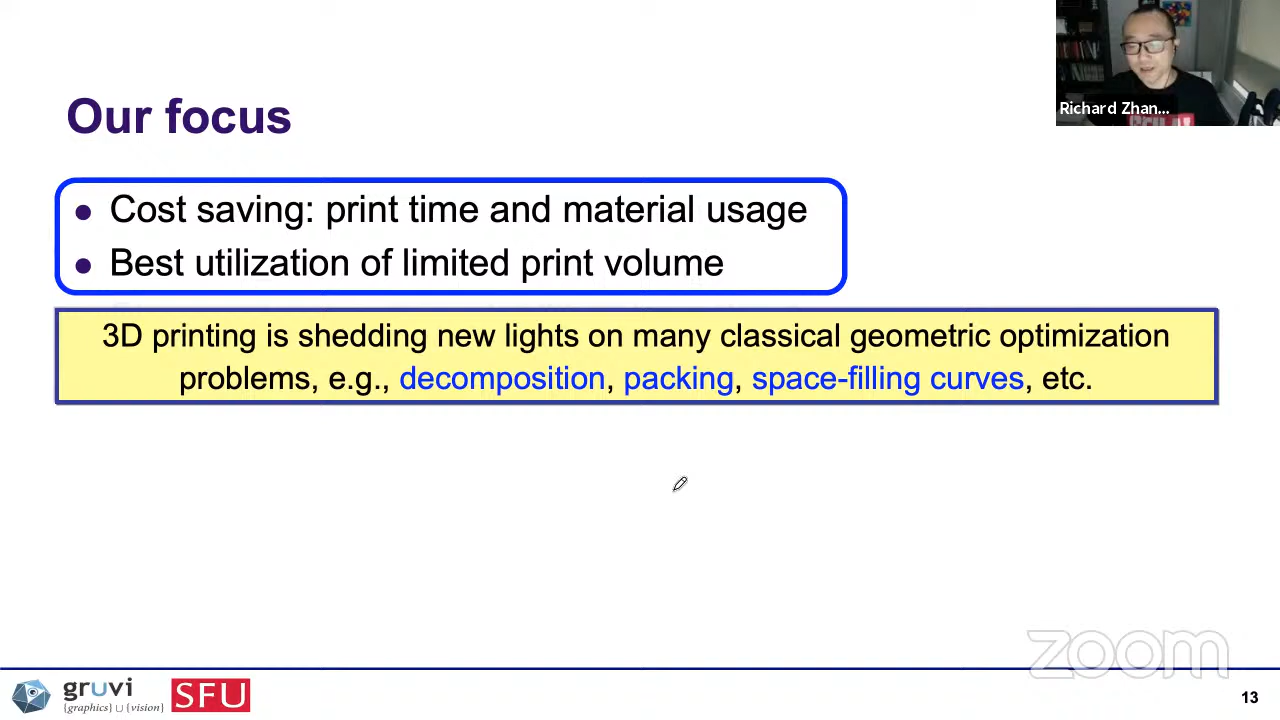 Richard Zhan...
Our focus
● Cost saving: print time and material usage
● Best utilization of limited print volume
3D printing is shedding new lights on many classical geometric optimization
problems, e.g., decomposition, packing, space-filling curves, etc.
zoom
gruvi
{graphics} ∪ {vision}
SFU
13